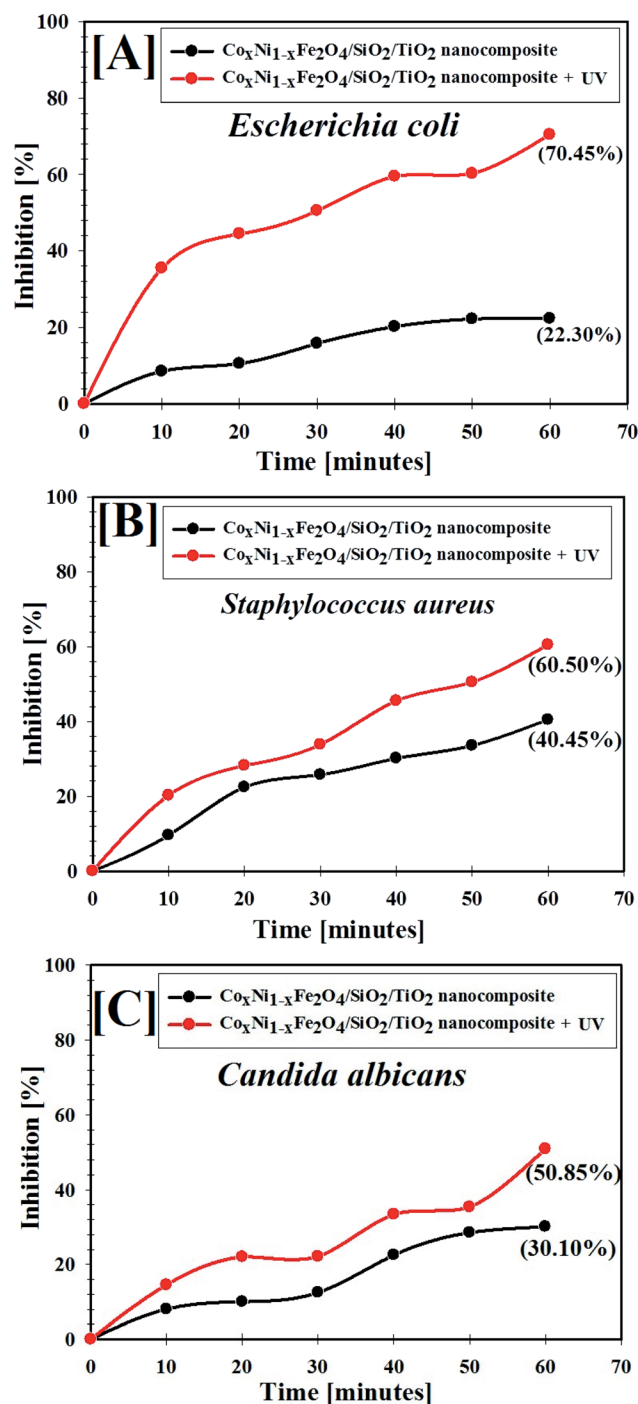 [A]
CoxNi1-xFe2O4/SiO2/TiO2 nanocomposite
CoxNi1-xFe2O4/SiO2/TiO2 nanocomposite + UV
Escherichia coli
(70.45%)
(22.30%)
Inhibition [%]
100
80
60
40
20
0
0 10 20 30 40 50 60 70
Time [minutes]
[B]
CoxNi1-xFe2O4/SiO2/TiO2 nanocomposite
CoxNi1-xFe2O4/SiO2/TiO2 nanocomposite + UV
Staphylococcus aureus
(60.50%)
(40.45%)
Inhibition [%]
100
80
60
40
20
0
0 10 20 30 40 50 60 70
Time [minutes]
[C]
CoxNi1-xFe2O4/SiO2/TiO2 nanocomposite
CoxNi1-xFe2O4/SiO2/TiO2 nanocomposite + UV
Candida albicans
(50.85%)
(30.10%)
Inhibition [%]
100
80
60
40
20
0
0 10 20 30 40 50 60 70
Time [minutes]